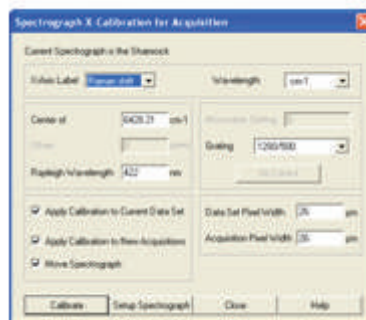 Spectrograph X-Calibration for Acquisition
Current Spectrograph is the Shamrock
X-Axis Label: Raman shift
Wavelength cm-1
Center of 6428.21 cm-1
Grating 1200/500
Rayleigh Wavelength 422 nm
Apply Calibration to Current Data Set
Data Set Pixel Width 26 µm
Apply Calibration to New Acquisitions
Acquisition Pixel Width 26 µm
Move Spectrograph
Calibrate Setup Spectrograph Close Help